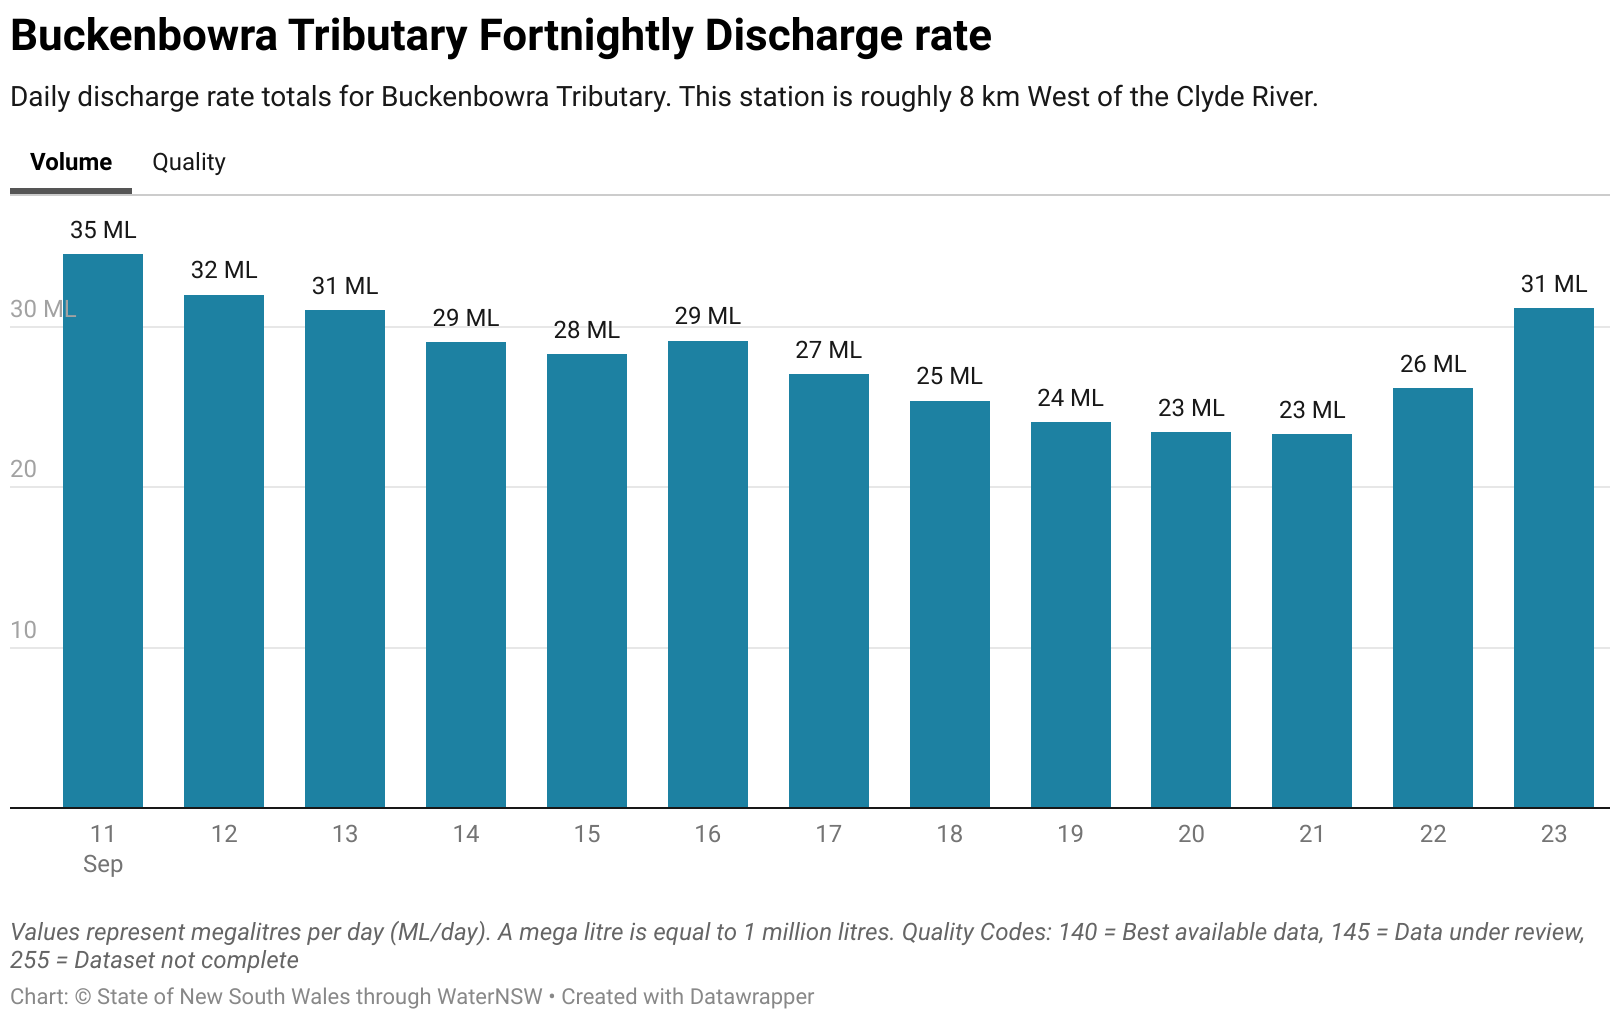 Buckenbowra Tributary Fortnightly Discharge rate
Daily discharge rate totals for Buckenbowra Tributary. This station is roughly 8 km West of the Clyde River.
Volume Quality
35 ML
32 ML
31 ML
29 ML
28 ML
29 ML
27 ML
25 ML
24 ML
23 ML
23 ML
26 ML
31 ML
30 ML
20
10
11 12 13 14 15 16 17 18 19 20 21 22 23
Sep
Values represent megalitres per day (ML/day). A mega litre is equal to 1 million litres. Quality Codes: 140 = Best available data, 145 = Data under review,
255 = Dataset not complete
Chart: © State of New South Wales through WaterNSW • Created with Datawrapper